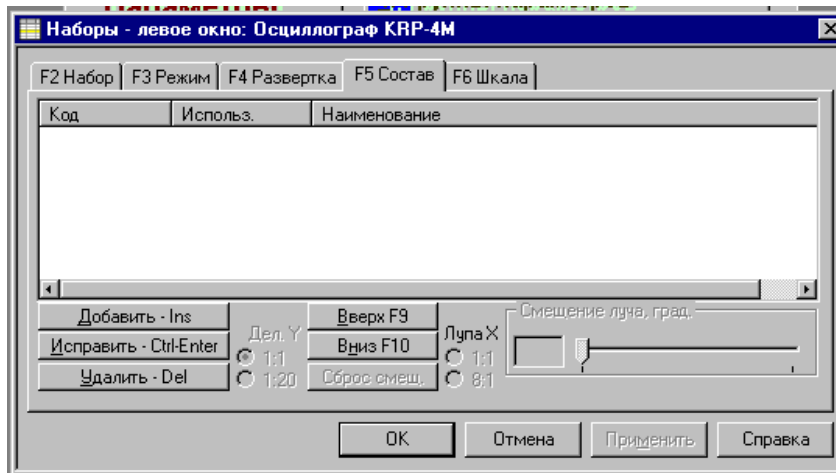 Наборы - левое окно: Осциллограф KRP-4M
F2 Набор F3 Режим F4 Развертка F5 Состав F6 Шкала
Код Использ. Наименование
Добавить - Ins Вверх F9 Смещение луча, град.
Исправить - Ctrl-Enter Дел. Y Вниз F10 Лупа X
1:1 1:1
Удалить - Del 1:20 Сброс смещ. 8:1
OK Отмена Применить Справка